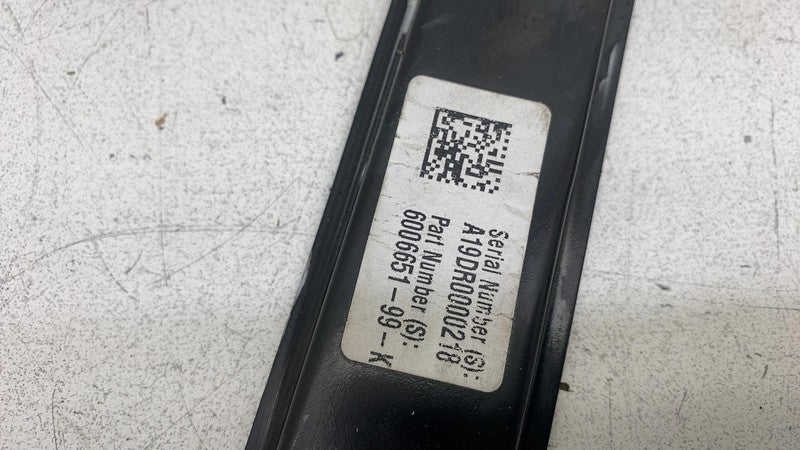 Serial Number (S):
A19DR0000218
Part Number (S):
6006651-99-K